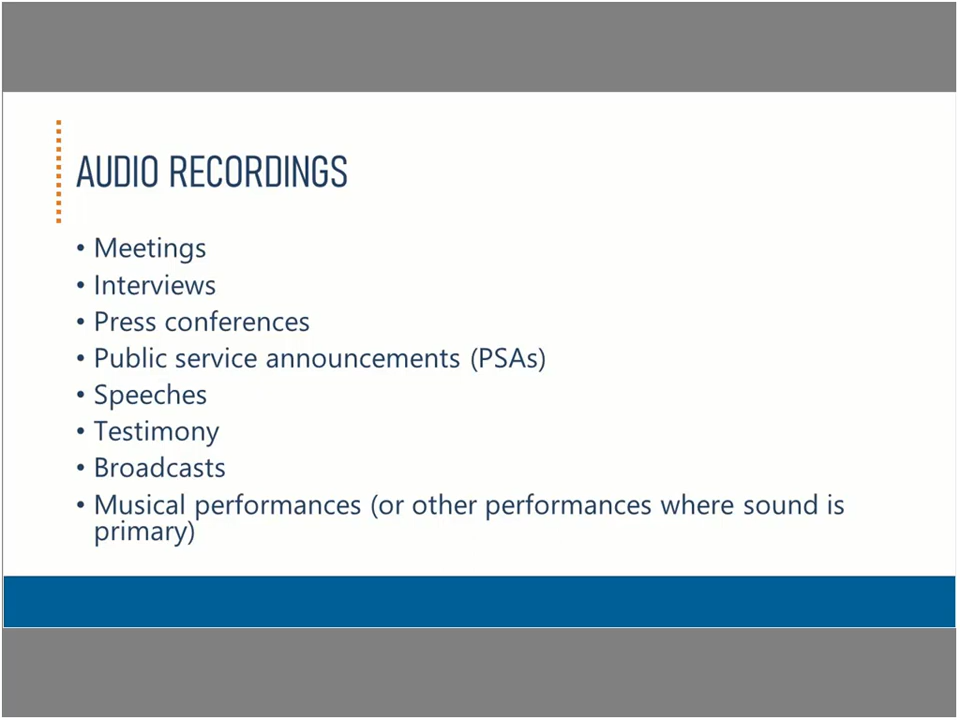 AUDIO RECORDINGS
• Meetings
• Interviews
• Press conferences
• Public service announcements (PSAs)
• Speeches
• Testimony
• Broadcasts
• Musical performances (or other performances where sound is
primary)